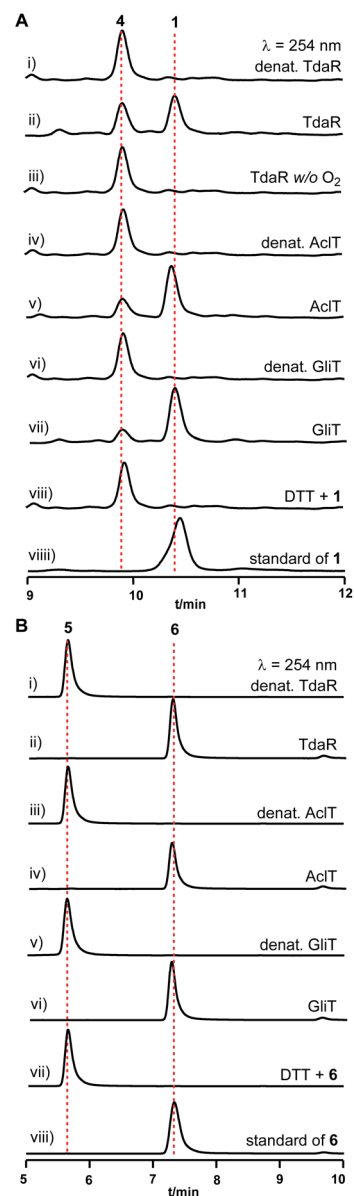 A
4 1
λ = 254 nm
i) denat. TdaR
ii) TdaR
iii) TdaR w/o O₂
iv) denat. AclT
v) AclT
vi) denat. GliT
vii) GliT
viii) DTT + 1
viiii) standard of 1
9 10 11 12
t/min
B
5 6
λ = 254 nm
i) denat. TdaR
ii) TdaR
iii) denat. AclT
iv) AclT
v) denat. GliT
vi) GliT
vii) DTT + 6
viii) standard of 6
5 6 7 8 9 10
t/min